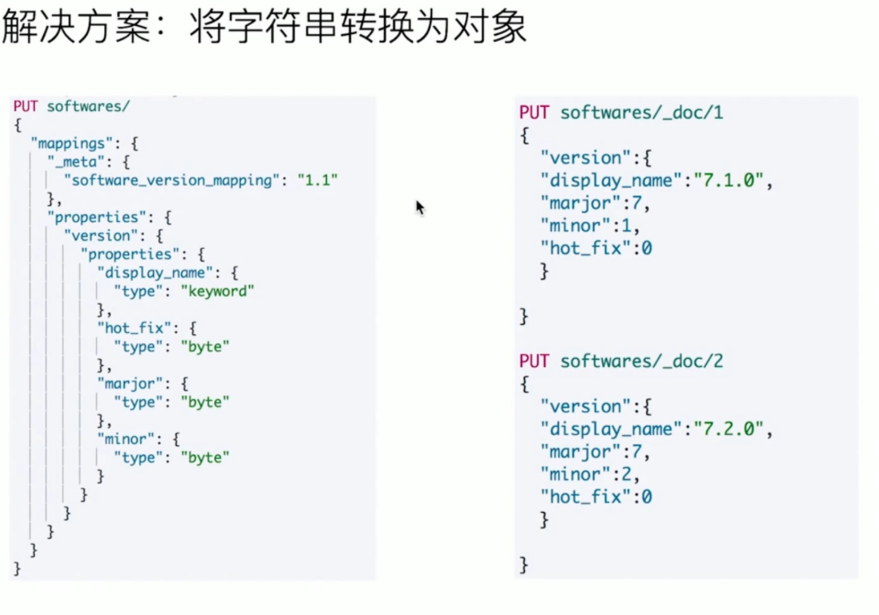 解决方案：将字符串转换为对象
PUT softwares/
{
"mappings": {
"_meta": {
"software_version_mapping": "1.1"
},
"properties": {
"version": {
"properties": {
"display_name": {
"type": "keyword"
},
"hot_fix": {
"type": "byte"
},
"marjor": {
"type": "byte"
},
"minor": {
"type": "byte"
}
}
}
}
}
}
PUT softwares/_doc/1
{
"version":{
"display_name":"7.1.0",
"marjor":7,
"minor":1,
"hot_fix":0
}
}
PUT softwares/_doc/2
{
"version":{
"display_name":"7.2.0",
"marjor":7,
"minor":2,
"hot_fix":0
}
}